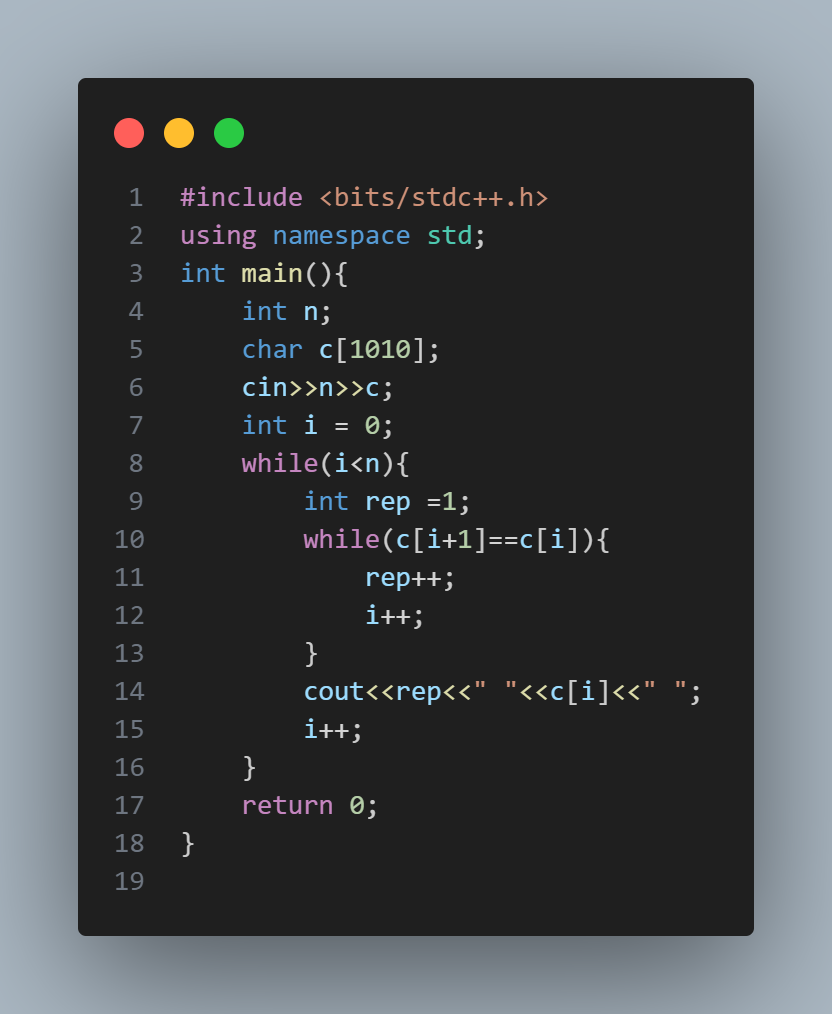 1 #include <bits/stdc++.h>
2 using namespace std;
3 int main(){
4     int n;
5     char c[1010];
6     cin>>n>>c;
7     int i = 0;
8     while(i<n){
9         int rep =1;
10         while(c[i+1]==c[i]){
11             rep++;
12             i++;
13         }
14         cout<<rep<<" "<<c[i]<<" ";
15         i++;
16     }
17     return 0;
18 }
19